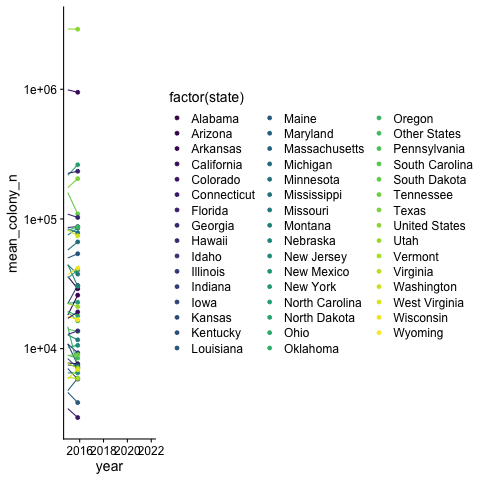 factor(state)
Alabama
Arizona
Arkansas
California
Colorado
Connecticut
Florida
Georgia
Hawaii
Idaho
Illinois
Indiana
Iowa
Kansas
Kentucky
Louisiana
Maine
Maryland
Massachusetts
Michigan
Minnesota
Mississippi
Missouri
Montana
Nebraska
New Jersey
New Mexico
New York
North Carolina
North Dakota
Ohio
Oklahoma
Oregon
Other States
Pennsylvania
South Carolina
South Dakota
Tennessee
Texas
United States
Utah
Vermont
Virginia
Washington
West Virginia
Wisconsin
Wyoming
mean_colony_n
1e+06
1e+05
1e+04
2016 2018 2020 2022
year